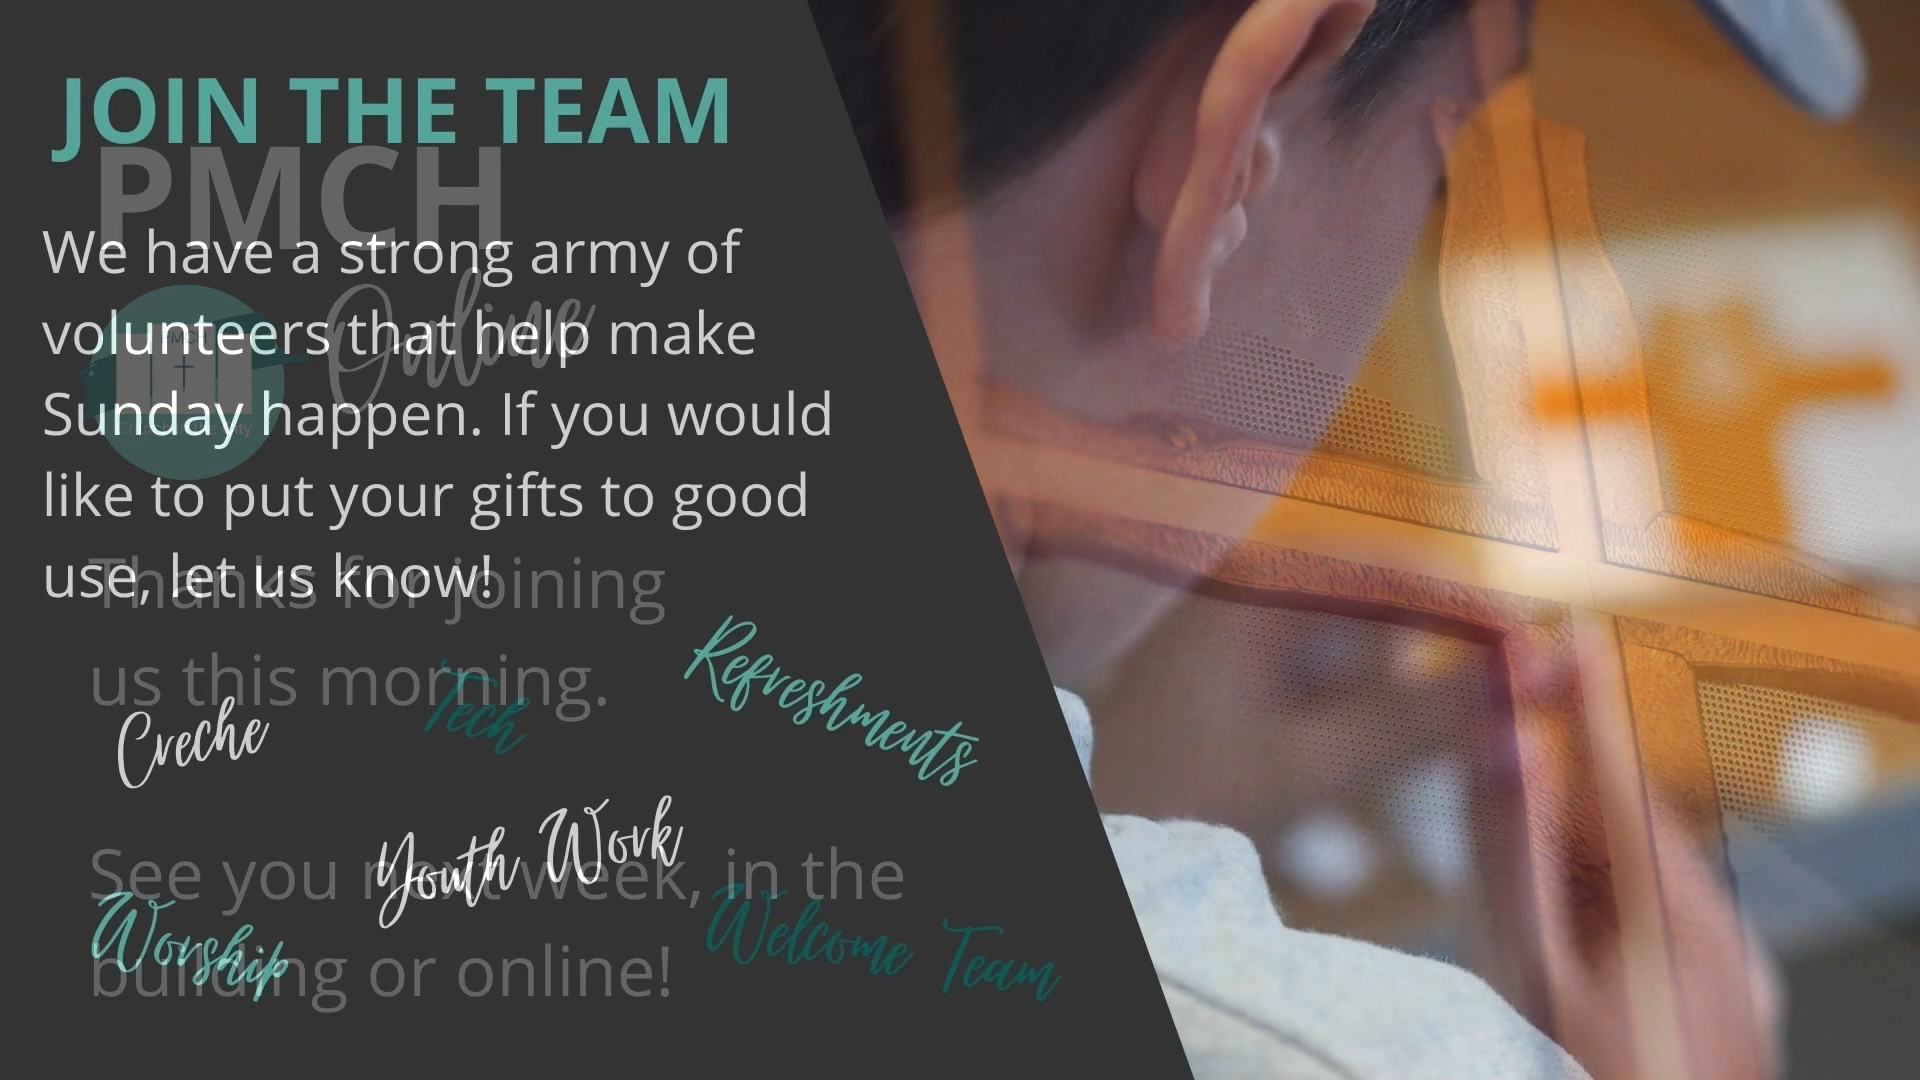 JOIN THE TEAM
PMCH
We have a strong army of
volunteers that help make
Sunday happen. If you would
like to put your gifts to good
use, let us know!
Online
PMCH
Thanks for joining
us this morning.
Creche
Tech
Refreshments
Youth Work
See you next week, in the
building or online!
Worship
Welcome Team